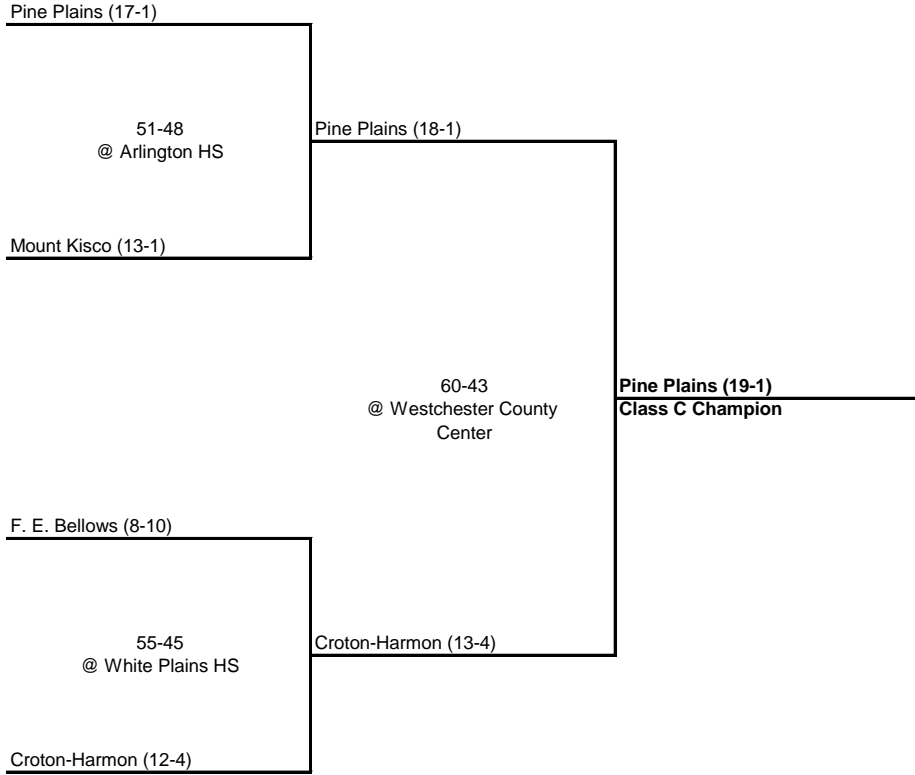 Pine Plains (17-1)
51-48
@ Arlington HS
Pine Plains (18-1)
Mount Kisco (13-1)
60-43
@ Westchester County
Center
Pine Plains (19-1)
Class C Champion
F. E. Bellows (8-10)
55-45
@ White Plains HS
Croton-Harmon (13-4)
Croton-Harmon (12-4)